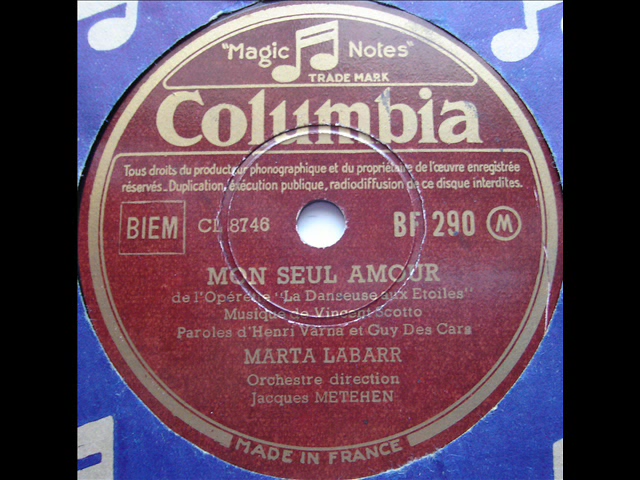 "Magic Notes"
TRADE MARK
Columbia
Tous droits du producteur phonographique et du propriétaire de l'œuvre enregistrée
réservés_Duplication, exécution publique, radiodiffusion de ce disque interdites.
BIEM CL 8746 BF 290 M
MON SEUL AMOUR
de l'Opérette "La Danseuse aux Etoiles"
Musique de Vincent Scotto
Paroles d'Henri Varna et Guy Des Cars
MARTA LABARR
Orchestre direction
Jacques METEHEN
MADE IN FRANCE